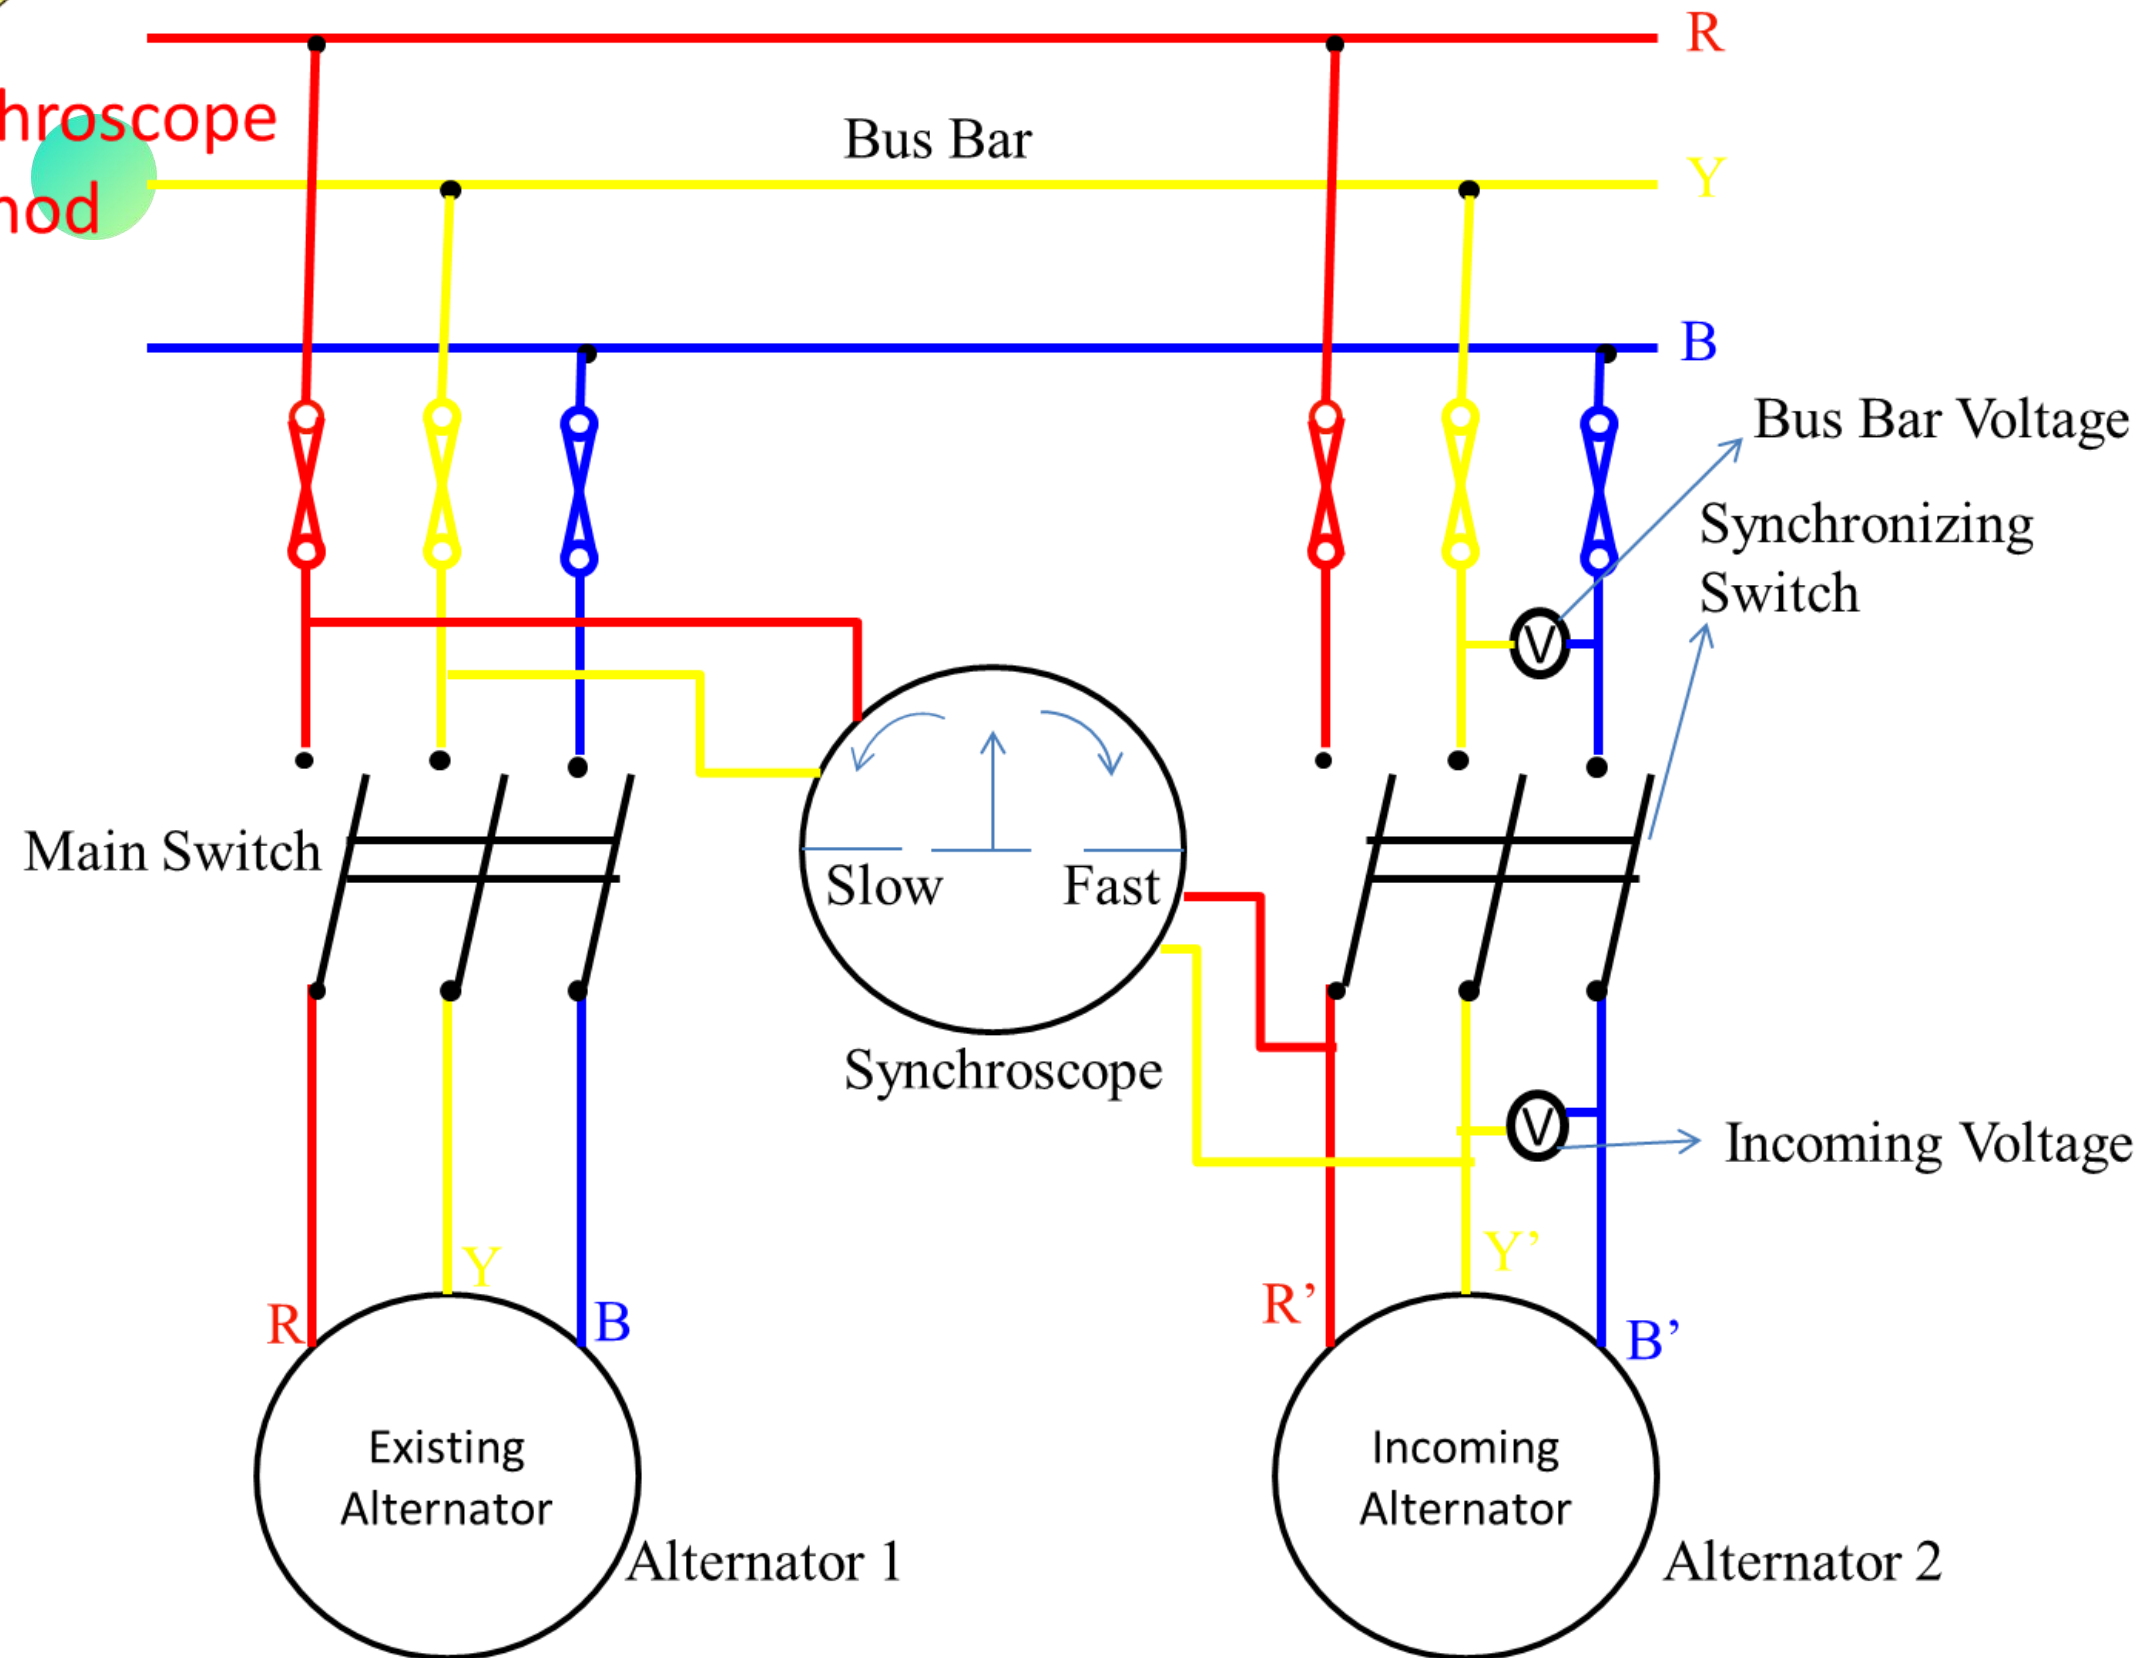 R
hroscope
Bus Bar
Y
nod
B
Bus Bar Voltage
Synchronizing
Switch
V
Main Switch
Slow
Fast
Synchroscope
V
Incoming Voltage
Y
Y’
R
B
R’
B’
Existing
Alternator
Incoming
Alternator
Alternator 1
Alternator 2